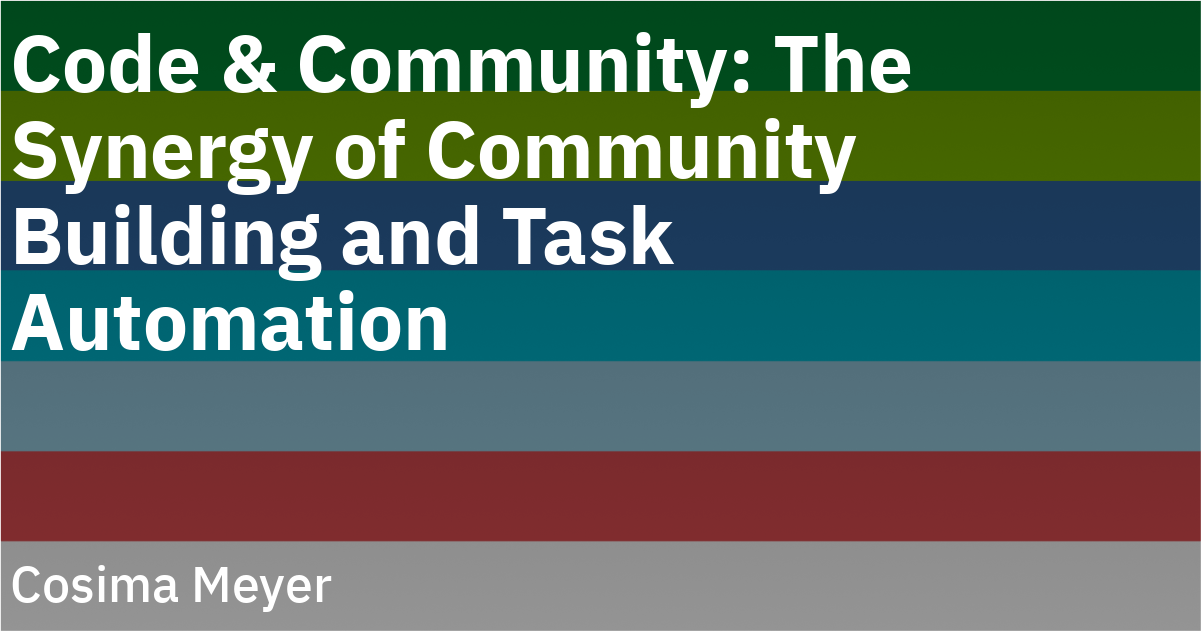 Code & Community: The
Synergy of Community
Building and Task
Automation
Cosima Meyer